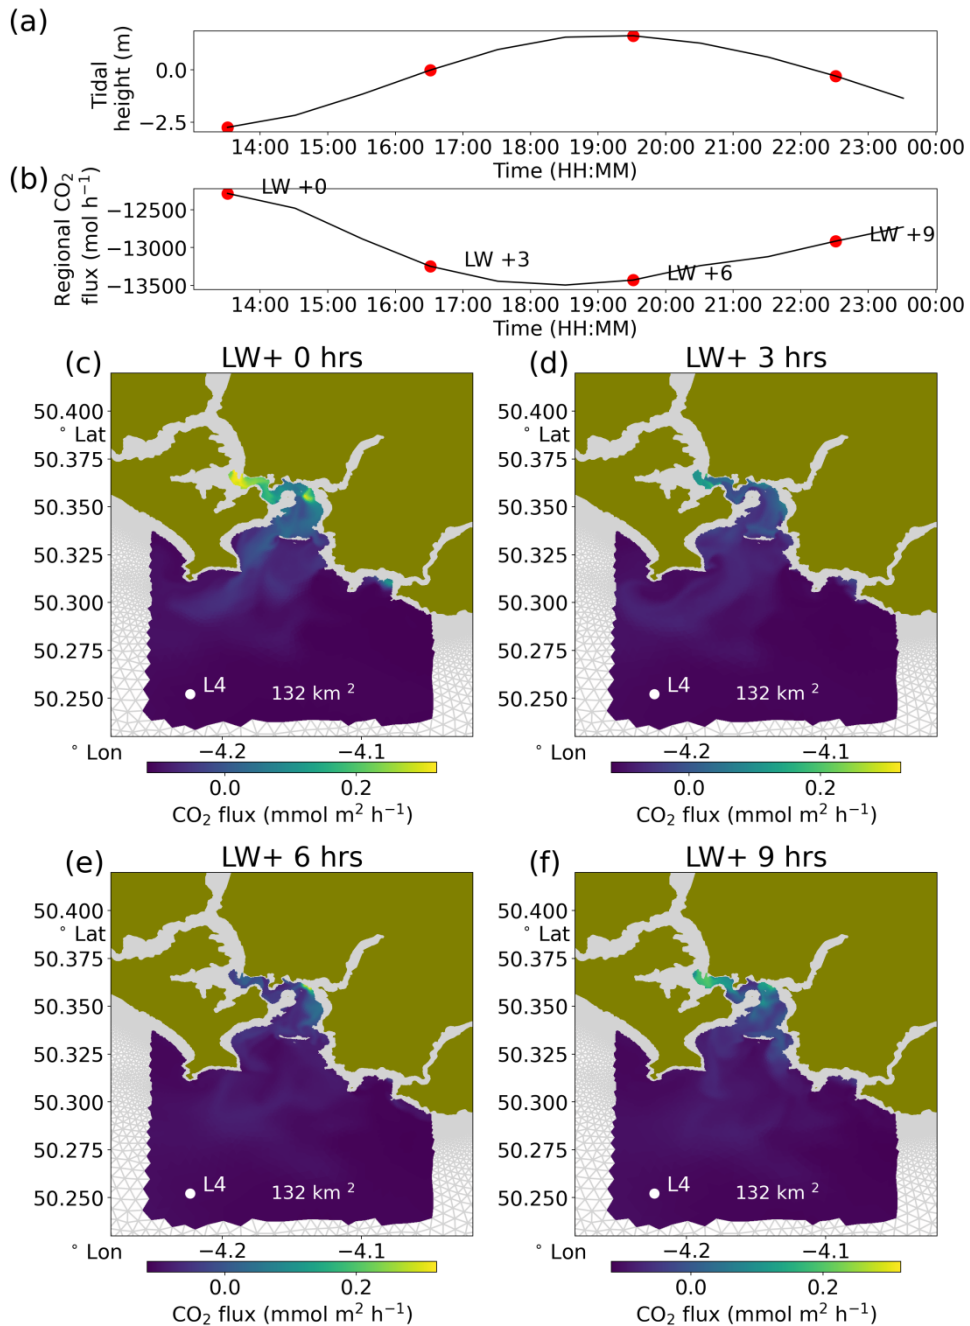 (a)
Tidal
height (m)
0.0
−2.5
14:00 15:00 16:00 17:00 18:00 19:00 20:00 21:00 22:00 23:00 00:00
Time (HH:MM)
(b)
Regional CO₂
flux (mol h⁻¹)
−12500
−13000
−13500
LW +0
LW +3
LW +6
LW +9
14:00 15:00 16:00 17:00 18:00 19:00 20:00 21:00 22:00 23:00 00:00
Time (HH:MM)
(c)
LW+ 0 hrs
50.400
° Lat
50.375
50.350
50.325
50.300
50.275
50.250
L4
132 km ²
° Lon
−4.2 −4.1
0.0 0.2
CO₂ flux (mmol m² h⁻¹)
(d)
LW+ 3 hrs
50.400
° Lat
50.375
50.350
50.325
50.300
50.275
50.250
L4
132 km ²
° Lon
−4.2 −4.1
0.0 0.2
CO₂ flux (mmol m² h⁻¹)
(e)
LW+ 6 hrs
50.400
° Lat
50.375
50.350
50.325
50.300
50.275
50.250
L4
132 km ²
° Lon
−4.2 −4.1
0.0 0.2
CO₂ flux (mmol m² h⁻¹)
(f)
LW+ 9 hrs
50.400
° Lat
50.375
50.350
50.325
50.300
50.275
50.250
L4
132 km ²
° Lon
−4.2 −4.1
0.0 0.2
CO₂ flux (mmol m² h⁻¹)